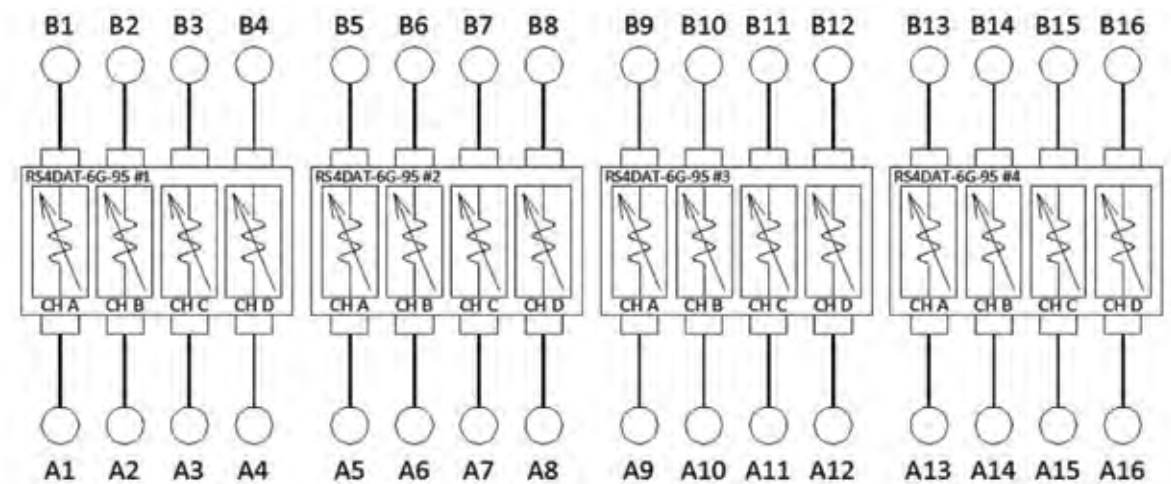 B1 B2 B3 B4 B5 B6 B7 B8 B9 B10 B11 B12 B13 B14 B15 B16
RS4DAT-6G-95 #1 RS4DAT-6G-95 #2 RS4DAT-6G-95 #3 RS4DAT-6G-95 #4
CH A CH B CH C CH D CH A CH B CH C CH D CH A CH B CH C CH D CH A CH B CH C CH D
A1 A2 A3 A4 A5 A6 A7 A8 A9 A10 A11 A12 A13 A14 A15 A16